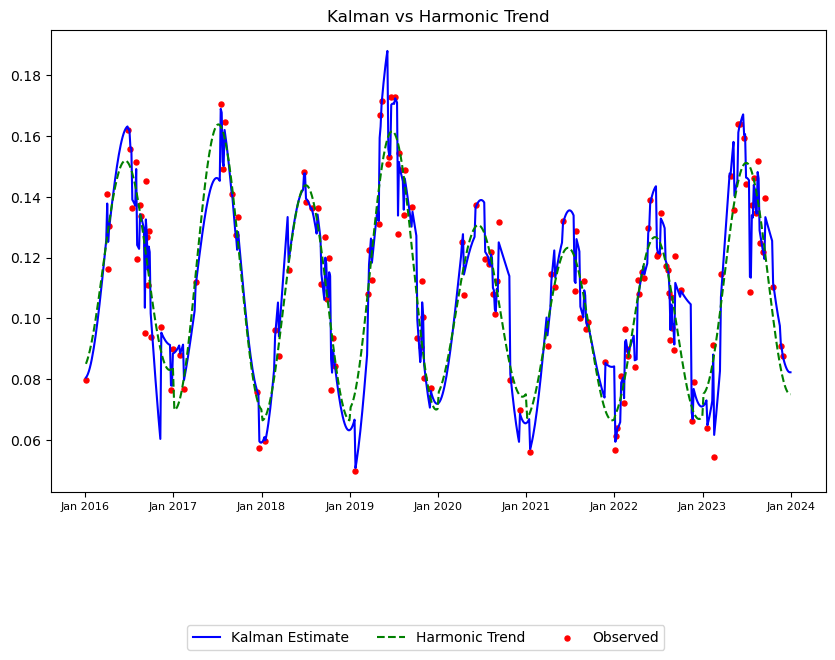 Kalman vs Harmonic Trend
0.18
0.16
0.14
0.12
0.10
0.08
0.06
Jan 2016 Jan 2017 Jan 2018 Jan 2019 Jan 2020 Jan 2021 Jan 2022 Jan 2023 Jan 2024
Kalman Estimate Harmonic Trend Observed